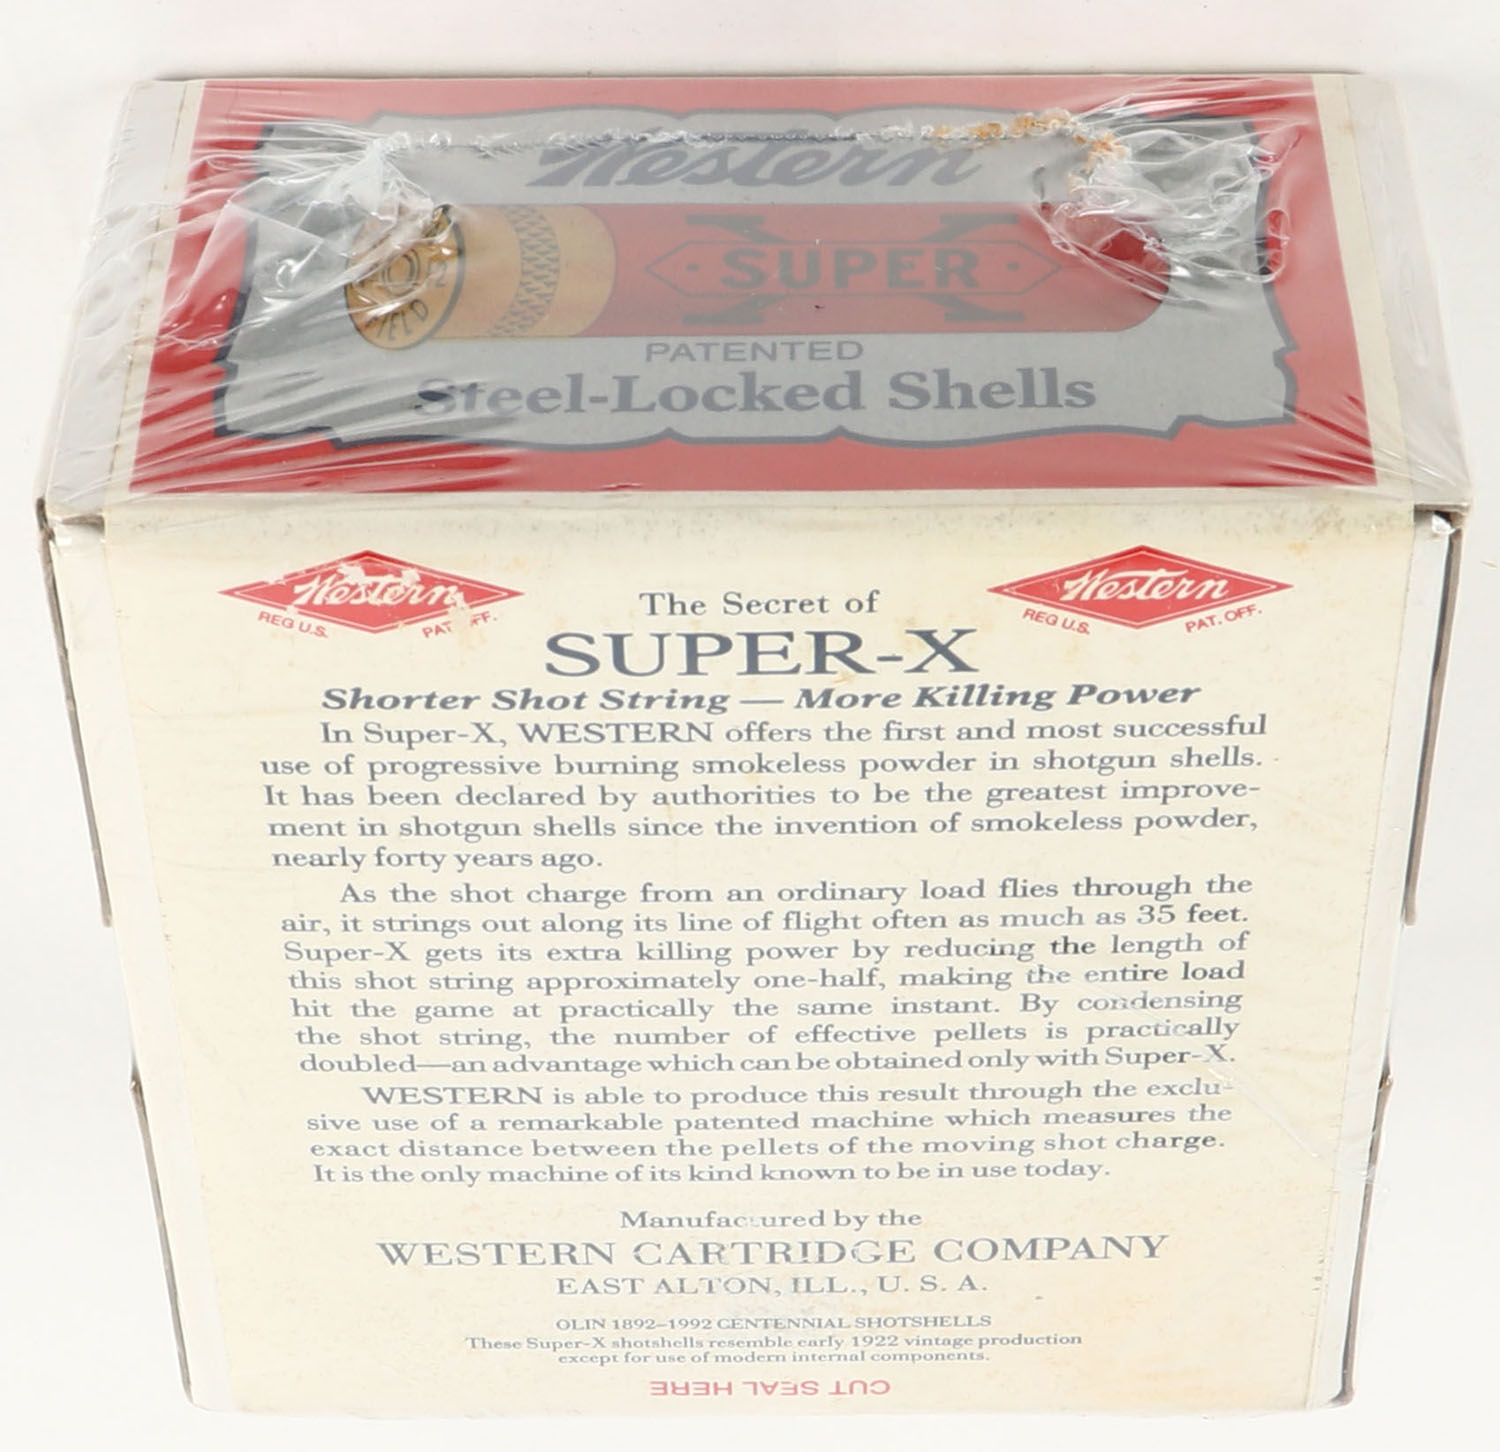 Western
SUPER X
FIELD
PATENTED
Steel-Locked Shells
Western
REG U.S. PAT. OFF.
Western
REG U.S. PAT. OFF.
The Secret of
SUPER-X
Shorter Shot String — More Killing Power
In Super-X, WESTERN offers the first and most successful
use of progressive burning smokeless powder in shotgun shells.
It has been declared by authorities to be the greatest improve-
ment in shotgun shells since the invention of smokeless powder,
nearly forty years ago.
As the shot charge from an ordinary load flies through the
air, it strings out along its line of flight often as much as 35 feet.
Super-X gets its extra killing power by reducing the length of
this shot string approximately one-half, making the entire load
hit the game at practically the same instant. By condensing
the shot string, the number of effective pellets is practically
doubled—an advantage which can be obtained only with Super-X.
WESTERN is able to produce this result through the exclu-
sive use of a remarkable patented machine which measures the
exact distance between the pellets of the moving shot charge.
It is the only machine of its kind known to be in use today.
Manufactured by the
WESTERN CARTRIDGE COMPANY
EAST ALTON, ILL., U. S. A.
OLIN 1892–1992 CENTENNIAL SHOTSHELLS
These Super-X shotshells resemble early 1922 vintage production
except for use of modern internal components.
CUT SEAL HERE